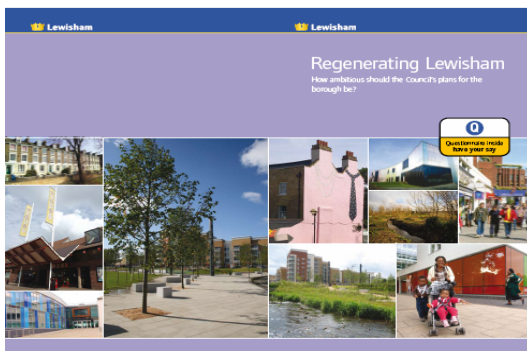 Lewisham
Lewisham
Regenerating Lewisham
How ambitious should the Council's plans for the
borough be?
Q
Questionnaire inside
have your say